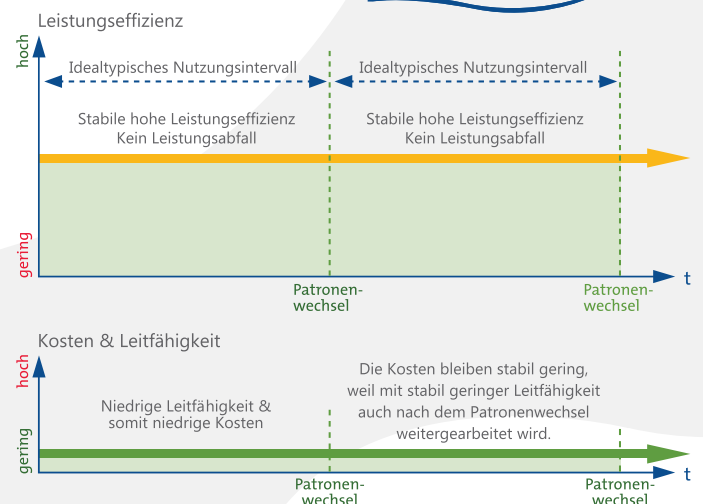 Leistungseffizienz
hoch
Idealtypisches Nutzungsintervall
Idealtypisches Nutzungsintervall
Stabile hohe Leistungseffizienz
Kein Leistungsabfall
Stabile hohe Leistungseffizienz
Kein Leistungsabfall
gering
t
Patronen-
wechsel
Patronen-
wechsel
Kosten & Leitfähigkeit
hoch
Niedrige Leitfähigkeit &
somit niedrige Kosten
Die Kosten bleiben stabil gering,
weil mit stabil geringer Leitfähigkeit
auch nach dem Patronenwechsel
weitergearbeitet wird.
gering
t
Patronen-
wechsel
Patronen-
wechsel